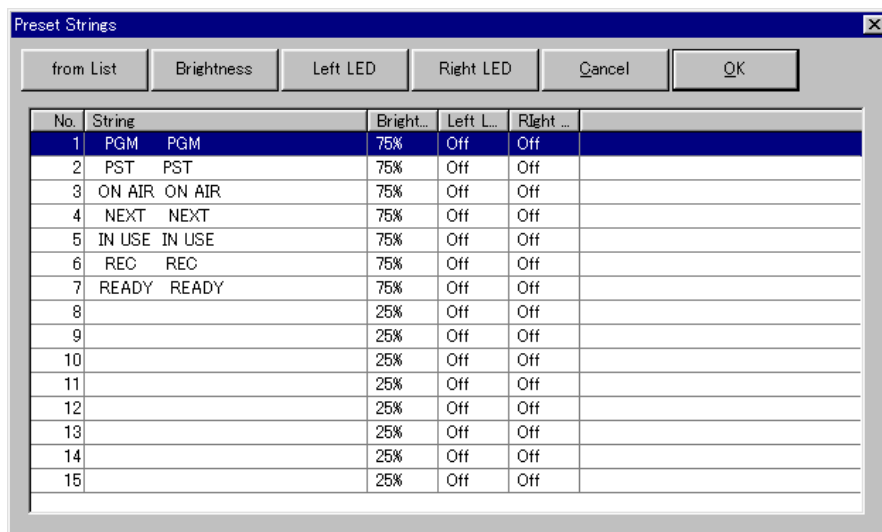 Preset Strings
from List Brightness Left LED Right LED Cancel OK
No. String Bright... Left L... RIght ...
1 PGM PGM 75% Off Off
2 PST PST 75% Off Off
3 ON AIR ON AIR 75% Off Off
4 NEXT NEXT 75% Off Off
5 IN USE IN USE 75% Off Off
6 REC REC 75% Off Off
7 READY READY 75% Off Off
8 25% Off Off
9 25% Off Off
10 25% Off Off
11 25% Off Off
12 25% Off Off
13 25% Off Off
14 25% Off Off
15 25% Off Off